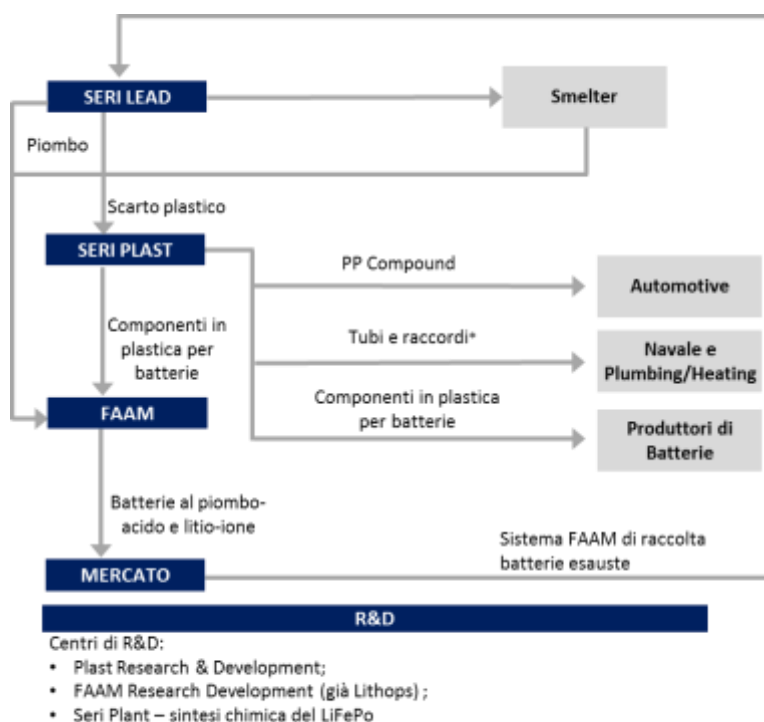 SERI LEAD
Smelter
Piombo
Scarto plastico
SERI PLAST
PP Compound
Automotive
Componenti in
plastica per
batterie
Tubi e raccordi*
Navale e
Plumbing/Heating
Componenti in plastica
per batterie
FAAM
Produttori di
Batterie
Batterie al piombo-
acido e litio-ione
Sistema FAAM di raccolta
batterie esauste
MERCATO
R&D
Centri di R&D:
• Plast Research & Development;
• FAAM Research Development (già Lithops) ;
• Seri Plant – sintesi chimica del LiFePo